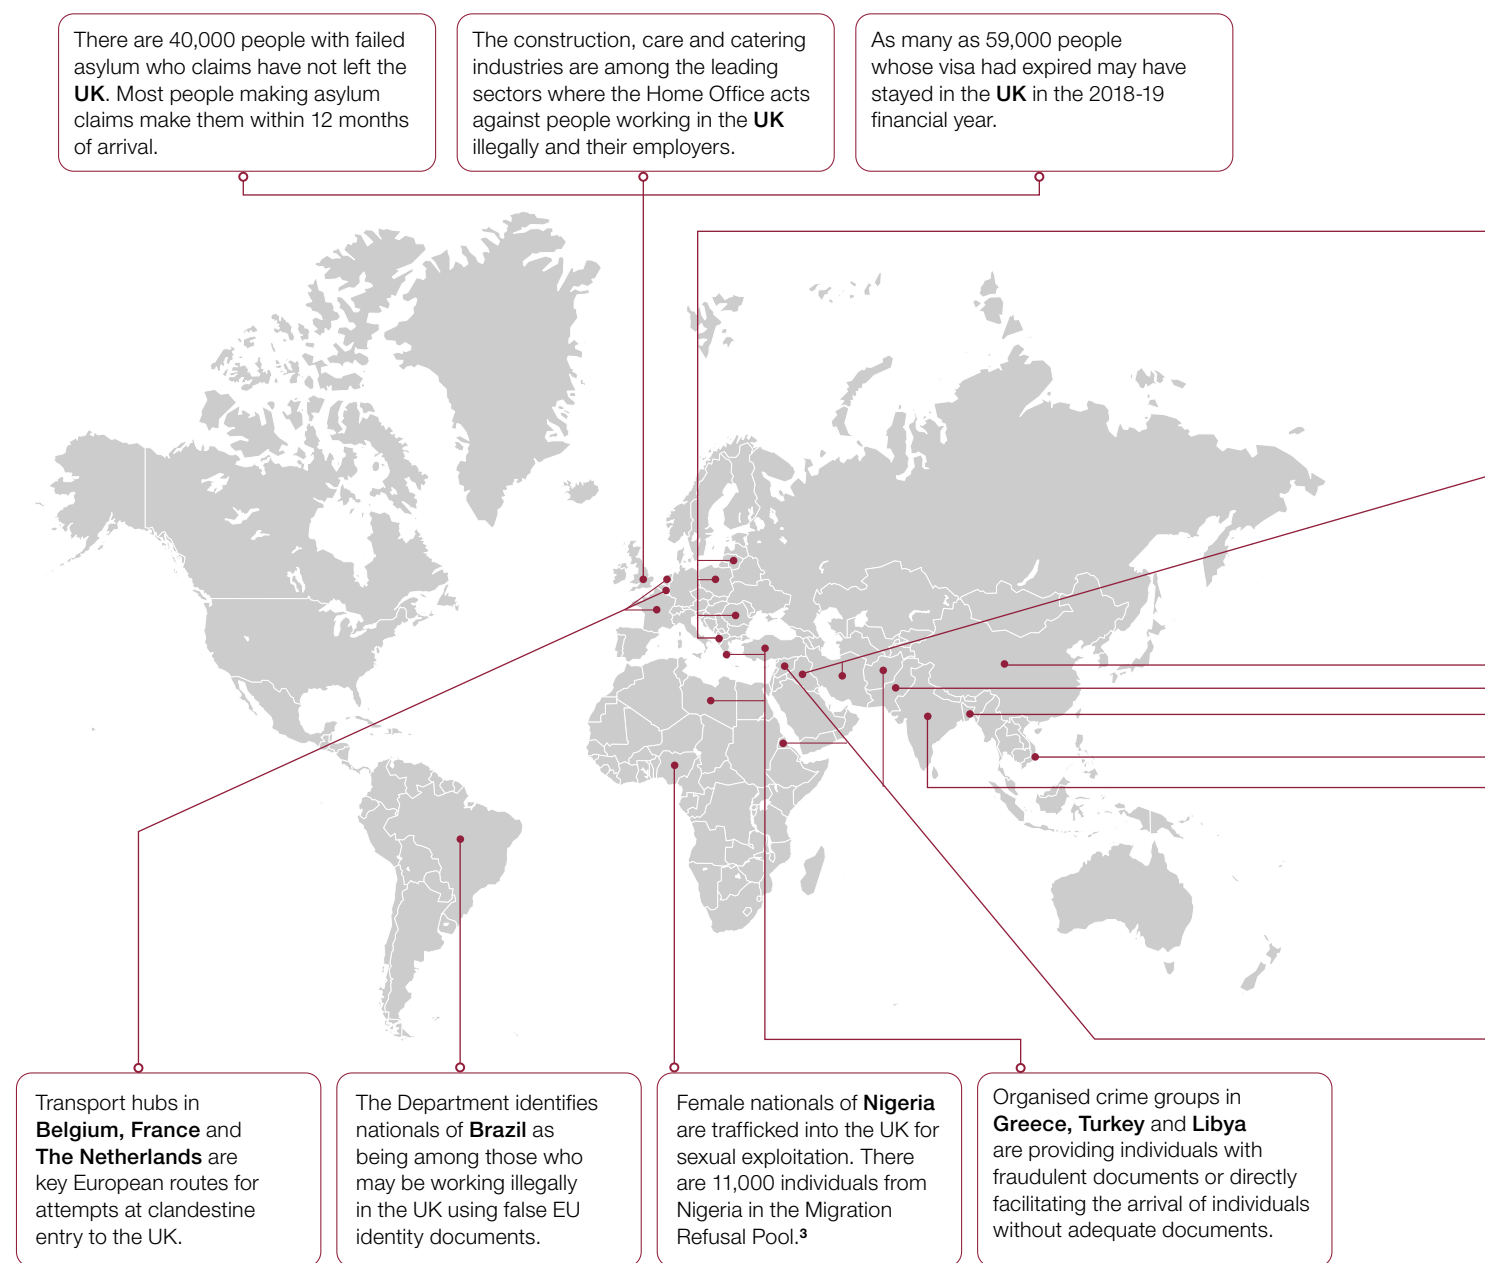 There are 40,000 people with failed
asylum who claims have not left the
UK. Most people making asylum
claims make them within 12 months
of arrival.
The construction, care and catering
industries are among the leading
sectors where the Home Office acts
against people working in the UK
illegally and their employers.
As many as 59,000 people
whose visa had expired may have
stayed in the UK in the 2018-19
financial year.
Transport hubs in
Belgium, France and
The Netherlands are
key European routes for
attempts at clandestine
entry to the UK.
The Department identifies
nationals of Brazil as
being among those who
may be working illegally
in the UK using false EU
identity documents.
Female nationals of Nigeria
are trafficked into the UK for
sexual exploitation. There
are 11,000 individuals from
Nigeria in the Migration
Refusal Pool.³
Organised crime groups in
Greece, Turkey and Libya
are providing individuals with
fraudulent documents or directly
facilitating the arrival of individuals
without adequate documents.